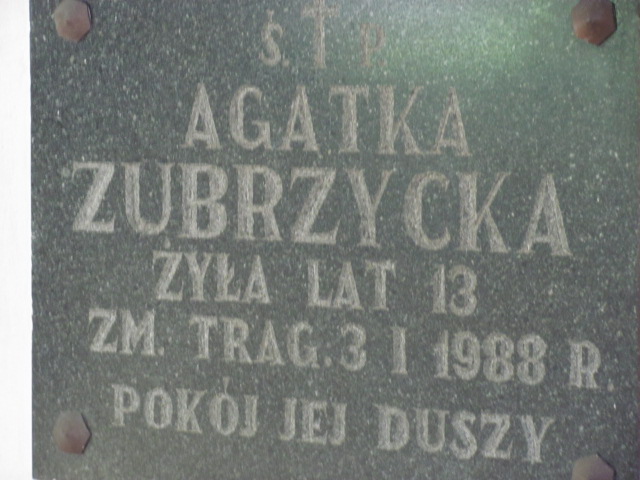 Ś. P.
AGATKA
ZUBRZYCKA
ŻYŁA LAT 13
ZM. TRAG. 3 I 1988 R.
POKÓJ JEJ DUSZY